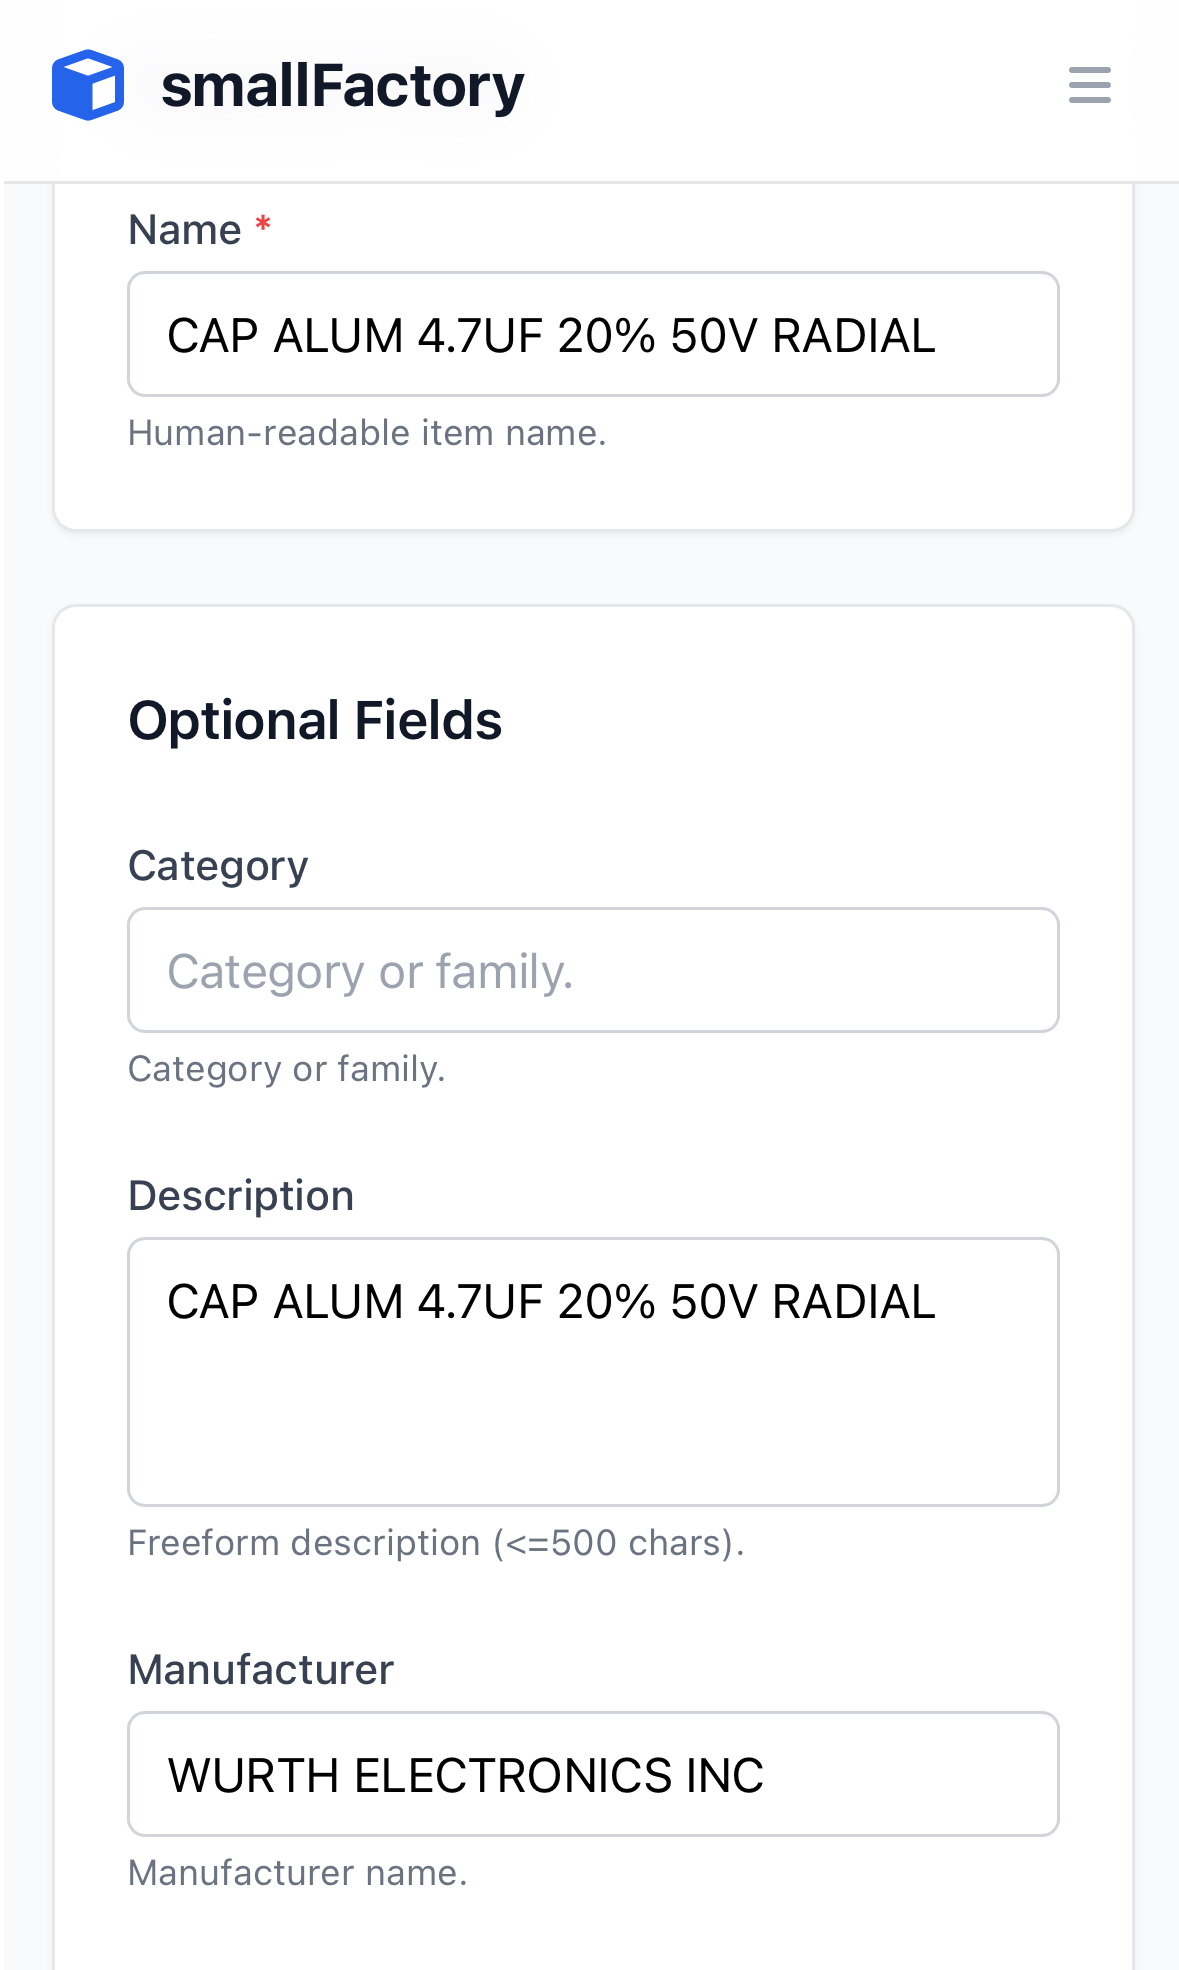 smallFactory
Name *
CAP ALUM 4.7UF 20% 50V RADIAL
Human-readable item name.
Optional Fields
Category
Category or family.
Category or family.
Description
CAP ALUM 4.7UF 20% 50V RADIAL
Freeform description (<=500 chars).
Manufacturer
WURTH ELECTRONICS INC
Manufacturer name.